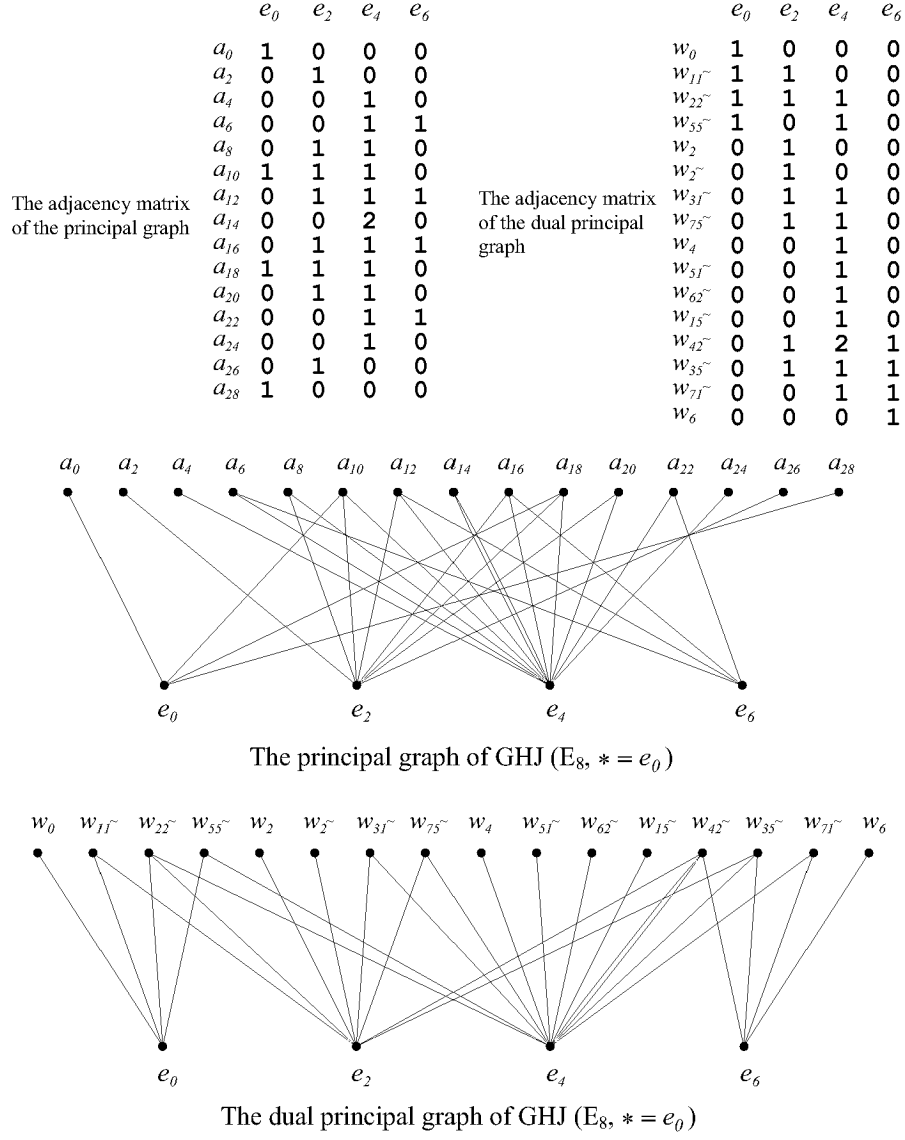 e0 e2 e4 e6
a0 1 0 0 0
a2 0 1 0 0
a4 0 0 1 0
a6 0 0 1 1
a8 0 1 1 0
a10 1 1 1 0
a12 0 1 1 1
a14 0 0 2 0
a16 0 1 1 1
a18 1 1 1 0
a20 0 1 1 0
a22 0 0 1 1
a24 0 0 1 0
a26 0 1 0 0
a28 1 0 0 0
The adjacency matrix
of the principal graph
e0 e2 e4 e6
w0 1 0 0 0
w11~ 1 1 0 0
w22~ 1 1 1 0
w55~ 1 0 1 0
w2 0 1 0 0
w2~ 0 1 0 0
w31~ 0 1 1 0
w75~ 0 1 1 0
w4 0 0 1 0
w51~ 0 0 1 0
w62~ 0 0 1 0
w15~ 0 0 1 0
w42~ 0 1 2 1
w35~ 0 1 1 1
w71~ 0 0 1 1
w6 0 0 0 1
The adjacency matrix
of the dual principal
graph
a0 a2 a4 a6 a8 a10 a12 a14 a16 a18 a20 a22 a24 a26 a28
e0 e2 e4 e6
The principal graph of GHJ (E8, * = e0)
w0 w11~ w22~ w55~ w2 w2~ w31~ w75~ w4 w51~ w62~ w15~ w42~ w35~ w71~ w6
e0 e2 e4 e6
The dual principal graph of GHJ (E8, * = e0)